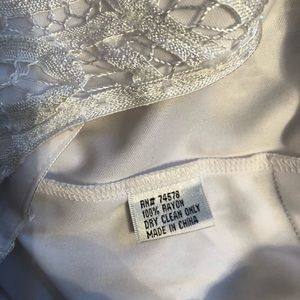 RN# 74578
100% RAYON
DRY CLEAN ONLY
MADE IN CHINA